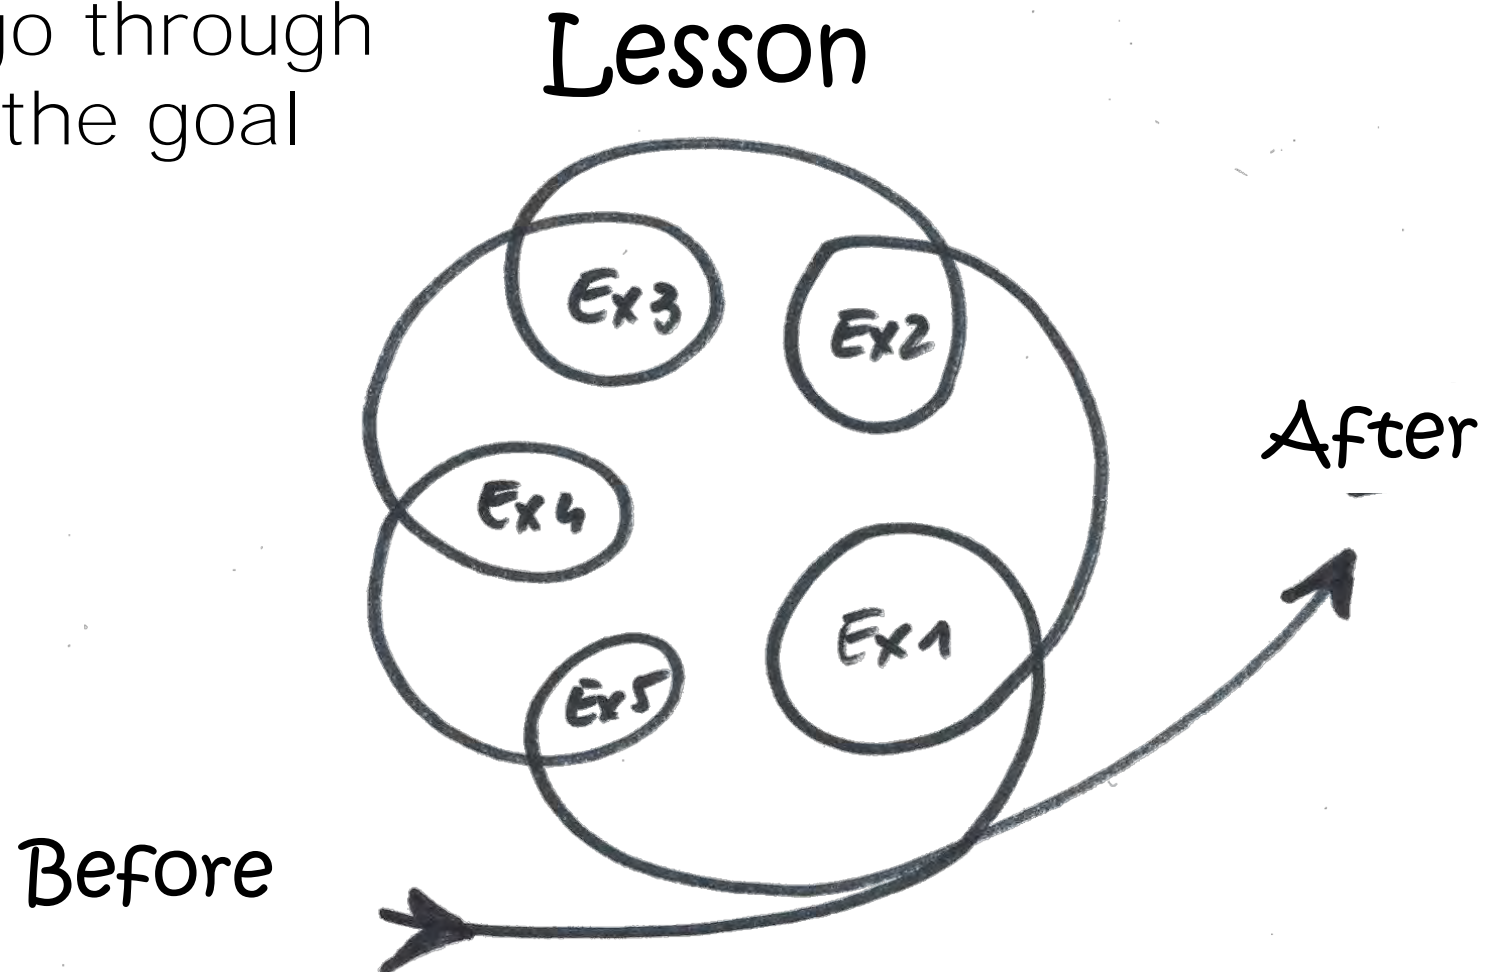 go through
the goal
Lesson
Ex3
Ex2
After
Ex4
Ex1
Ex5
Before